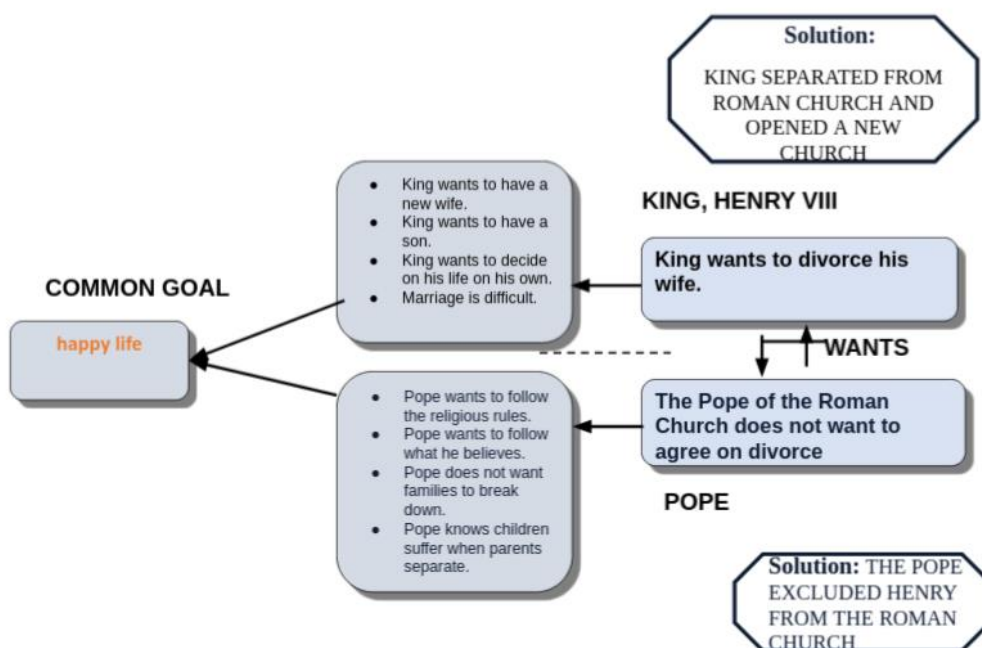 Solution:
KING SEPARATED FROM
ROMAN CHURCH AND
OPENED A NEW
CHURCH
KING, HENRY VIII
● King wants to have a
new wife.
● King wants to have a
son.
● King wants to decide
on his life on his own.
● Marriage is difficult.
King wants to divorce his
wife.
COMMON GOAL
happy life
WANTS
● Pope wants to follow
the religious rules.
● Pope wants to follow
what he believes.
● Pope does not want
families to break
down.
● Pope knows children
suffer when parents
separate.
The Pope of the Roman
Church does not want to
agree on divorce
POPE
Solution: THE POPE
EXCLUDED HENRY
FROM THE ROMAN
CHURCH